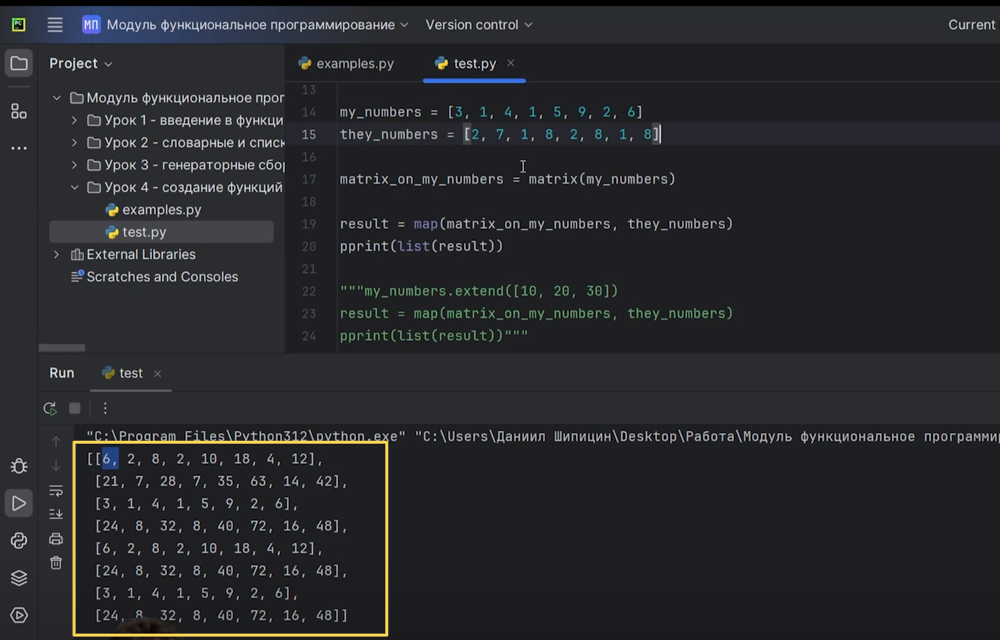 PC
МП Модуль функциональное программирование Version control Current
Project
examples.py test.py
Модуль функциональное прог
Урок 1 - введение в функци
Урок 2 - словарные и списк
Урок 3 - генераторные сбор
Урок 4 - создание функций
examples.py
test.py
External Libraries
Scratches and Consoles
13
14 my_numbers = [3, 1, 4, 1, 5, 9, 2, 6]
15 they_numbers = [2, 7, 1, 8, 2, 8, 1, 8]
16
17 matrix_on_my_numbers = matrix(my_numbers)
18
19 result = map(matrix_on_my_numbers, they_numbers)
20 pprint(list(result))
21
22 """my_numbers.extend([10, 20, 30])
23 result = map(matrix_on_my_numbers, they_numbers)
24 pprint(list(result))"""
Run test
"C:\Program Files\Python312\python.exe" "C:\Users\Даниил Шипицин\Desktop\Работа\Модуль функциональное программи
[[6, 2, 8, 2, 10, 18, 4, 12],
[21, 7, 28, 7, 35, 63, 14, 42],
[3, 1, 4, 1, 5, 9, 2, 6],
[24, 8, 32, 8, 40, 72, 16, 48],
[6, 2, 8, 2, 10, 18, 4, 12],
[24, 8, 32, 8, 40, 72, 16, 48],
[3, 1, 4, 1, 5, 9, 2, 6],
[24, 8, 32, 8, 40, 72, 16, 48]]